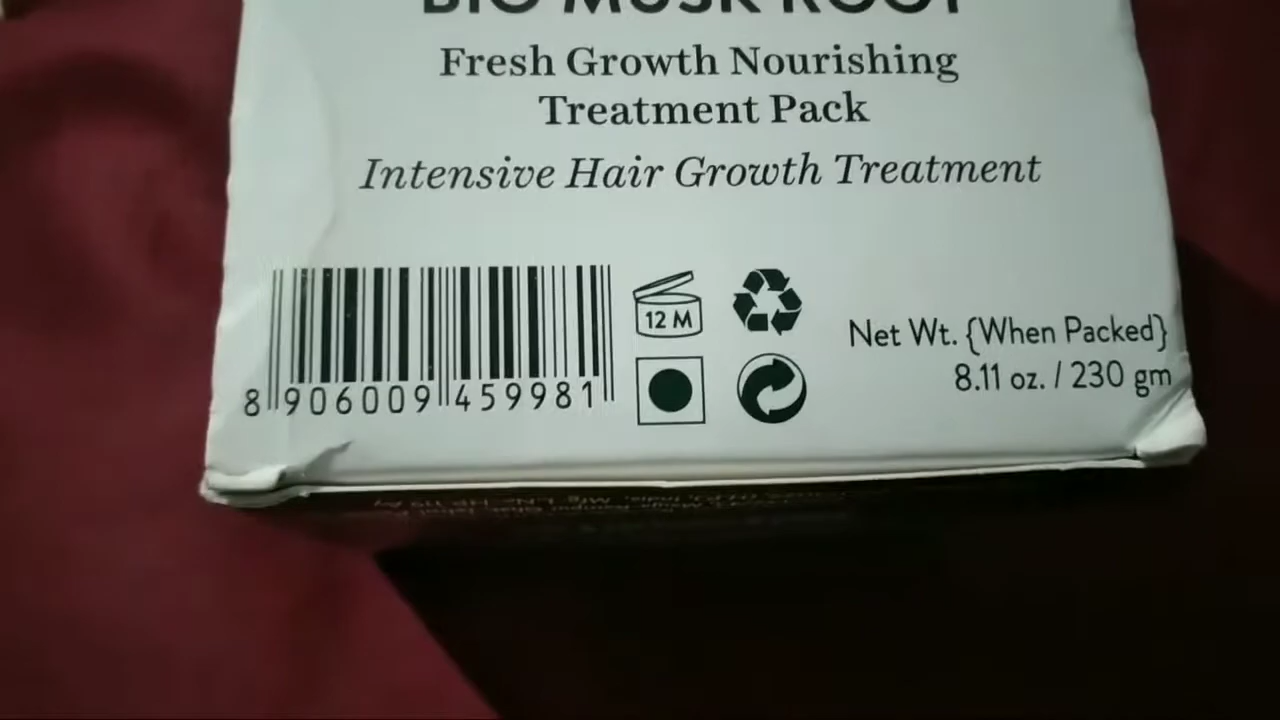 BIO MUSK ROOT
Fresh Growth Nourishing
Treatment Pack
Intensive Hair Growth Treatment
12 M
Net Wt. {When Packed}
8.11 oz. / 230 gm
8 906009 459981